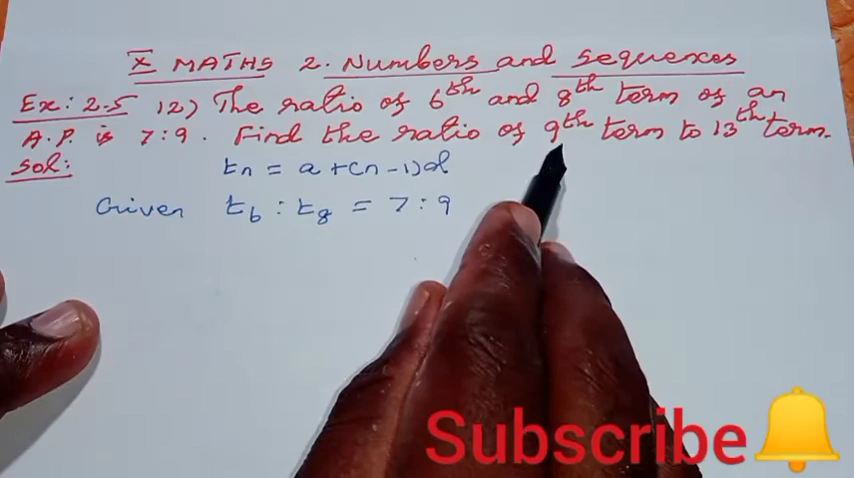 X MATHS 2. Numbers and Sequences
Ex: 2.5 12) The ratio of 6th and 8th term of an
A.P. is 7:9. Find the ratio of 9th term to 13th term.
Sol: tn = a+(n-1)d
Given t6 : t8 = 7:9
Subscribe